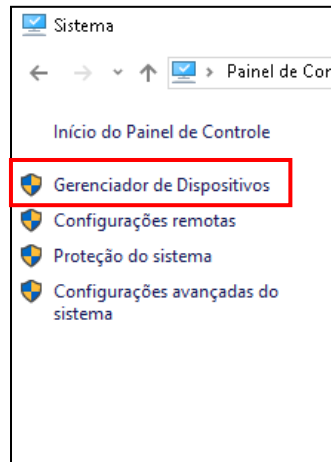 Sistema
Painel de Cor
Início do Painel de Controle
Gerenciador de Dispositivos
Configurações remotas
Proteção do sistema
Configurações avançadas do
sistema